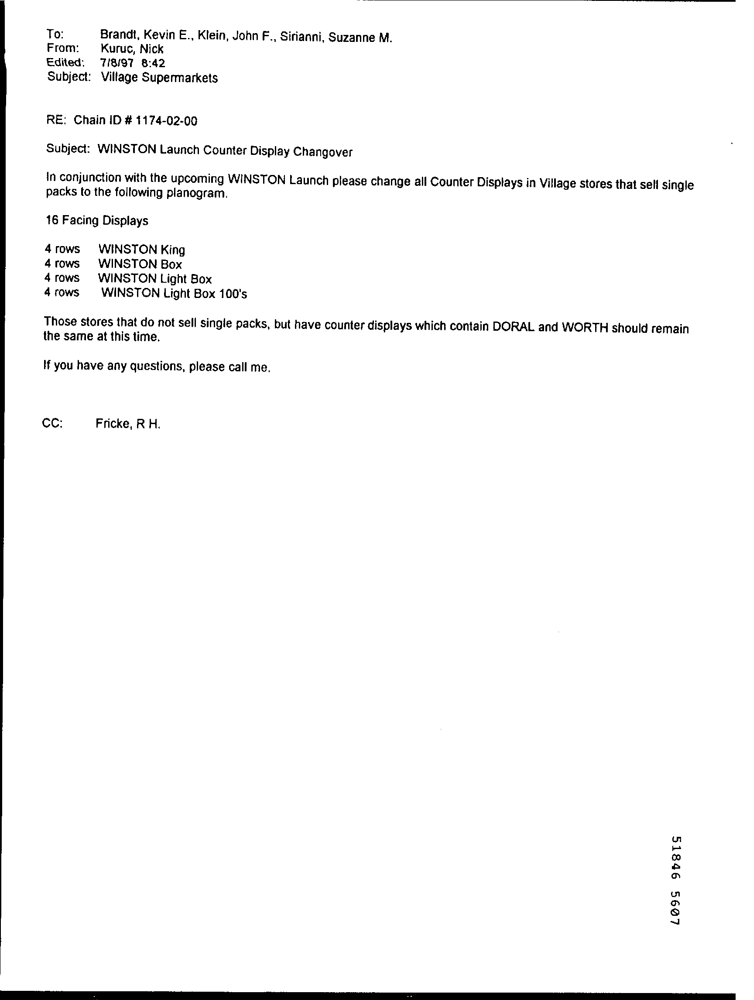 To: Brandt, Kevin E., Klein, John F., Sirianni, Suzanne M.
From: Kuruc, Nick
Edited: 7/8/97 8:42
Subject: Village Supermarkets
RE: Chain ID # 1174-02-00
Subject: WINSTON Launch Counter Display Changover
In conjunction with the upcoming WINSTON Launch please change all Counter Displays in Village stores that sell single
packs to the following planogram.
16 Facing Displays
4 rows WINSTON King
4 rows WINSTON Box
4 rows WINSTON Light Box
4 rows WINSTON Light Box 100's
Those stores that do not sell single packs, but have counter displays which contain DORAL and WORTH should remain
the same at this time.
If you have any questions, please call me.
CC: Fricke, R H.
51846 5607